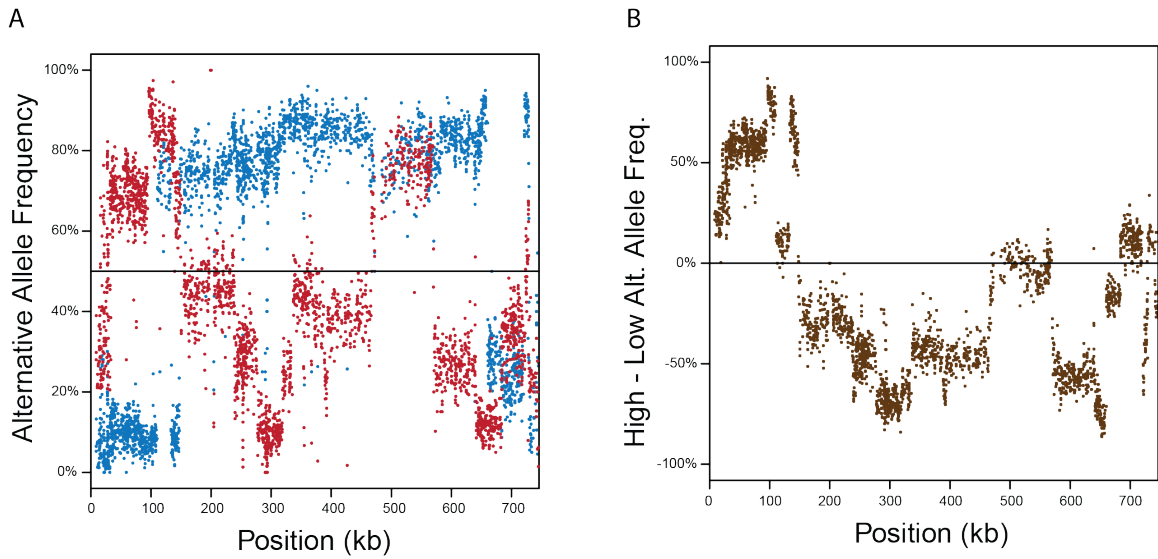 A
100%
80%
60%
40%
20%
0%
Alternative Allele Frequency
0 100 200 300 400 500 600 700
Position (kb)
B
100%
50%
0%
-50%
-100%
High - Low Alt. Allele Freq.
0 100 200 300 400 500 600 700
Position (kb)